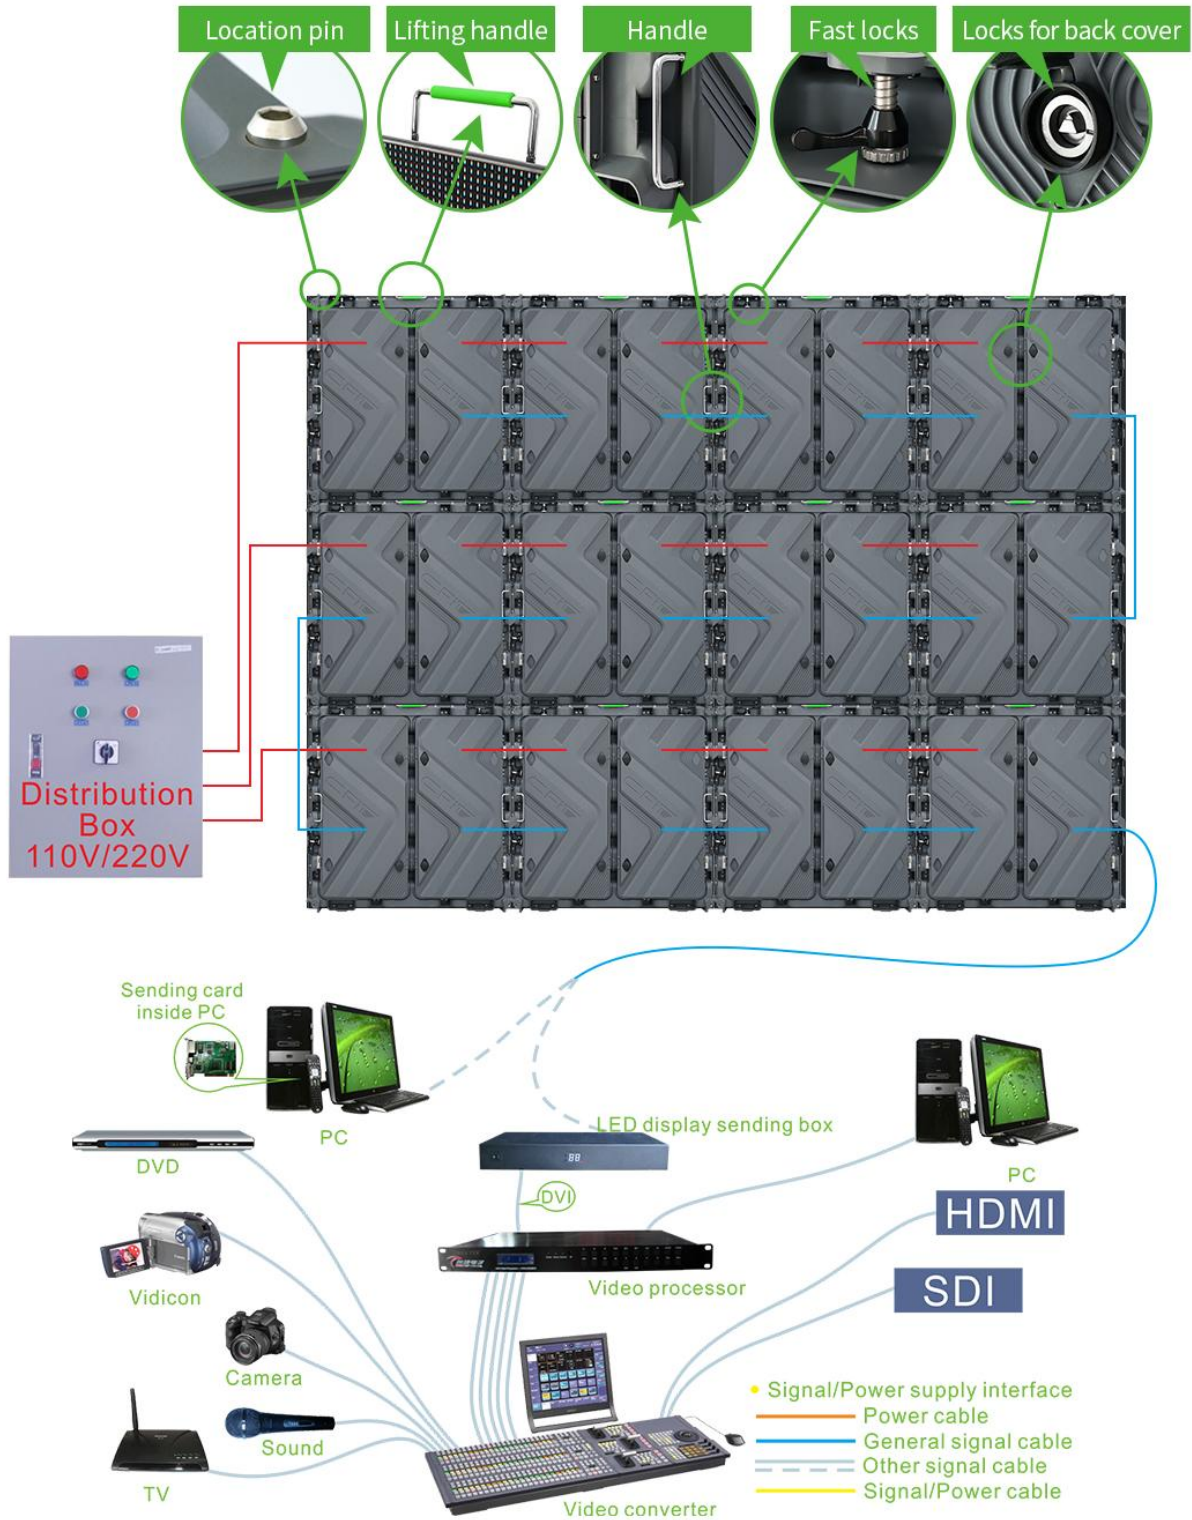 Location pin
Lifting handle
Handle
Fast locks
Locks for back cover
Distribution
Box
110V/220V
Sending card
inside PC
PC
LED display sending box
DVD
DVI
PC
HDMI
Vidicon
Video processor
SDI
Camera
Signal/Power supply interface
Power cable
Sound
General signal cable
Other signal cable
TV
Signal/Power cable
Video converter